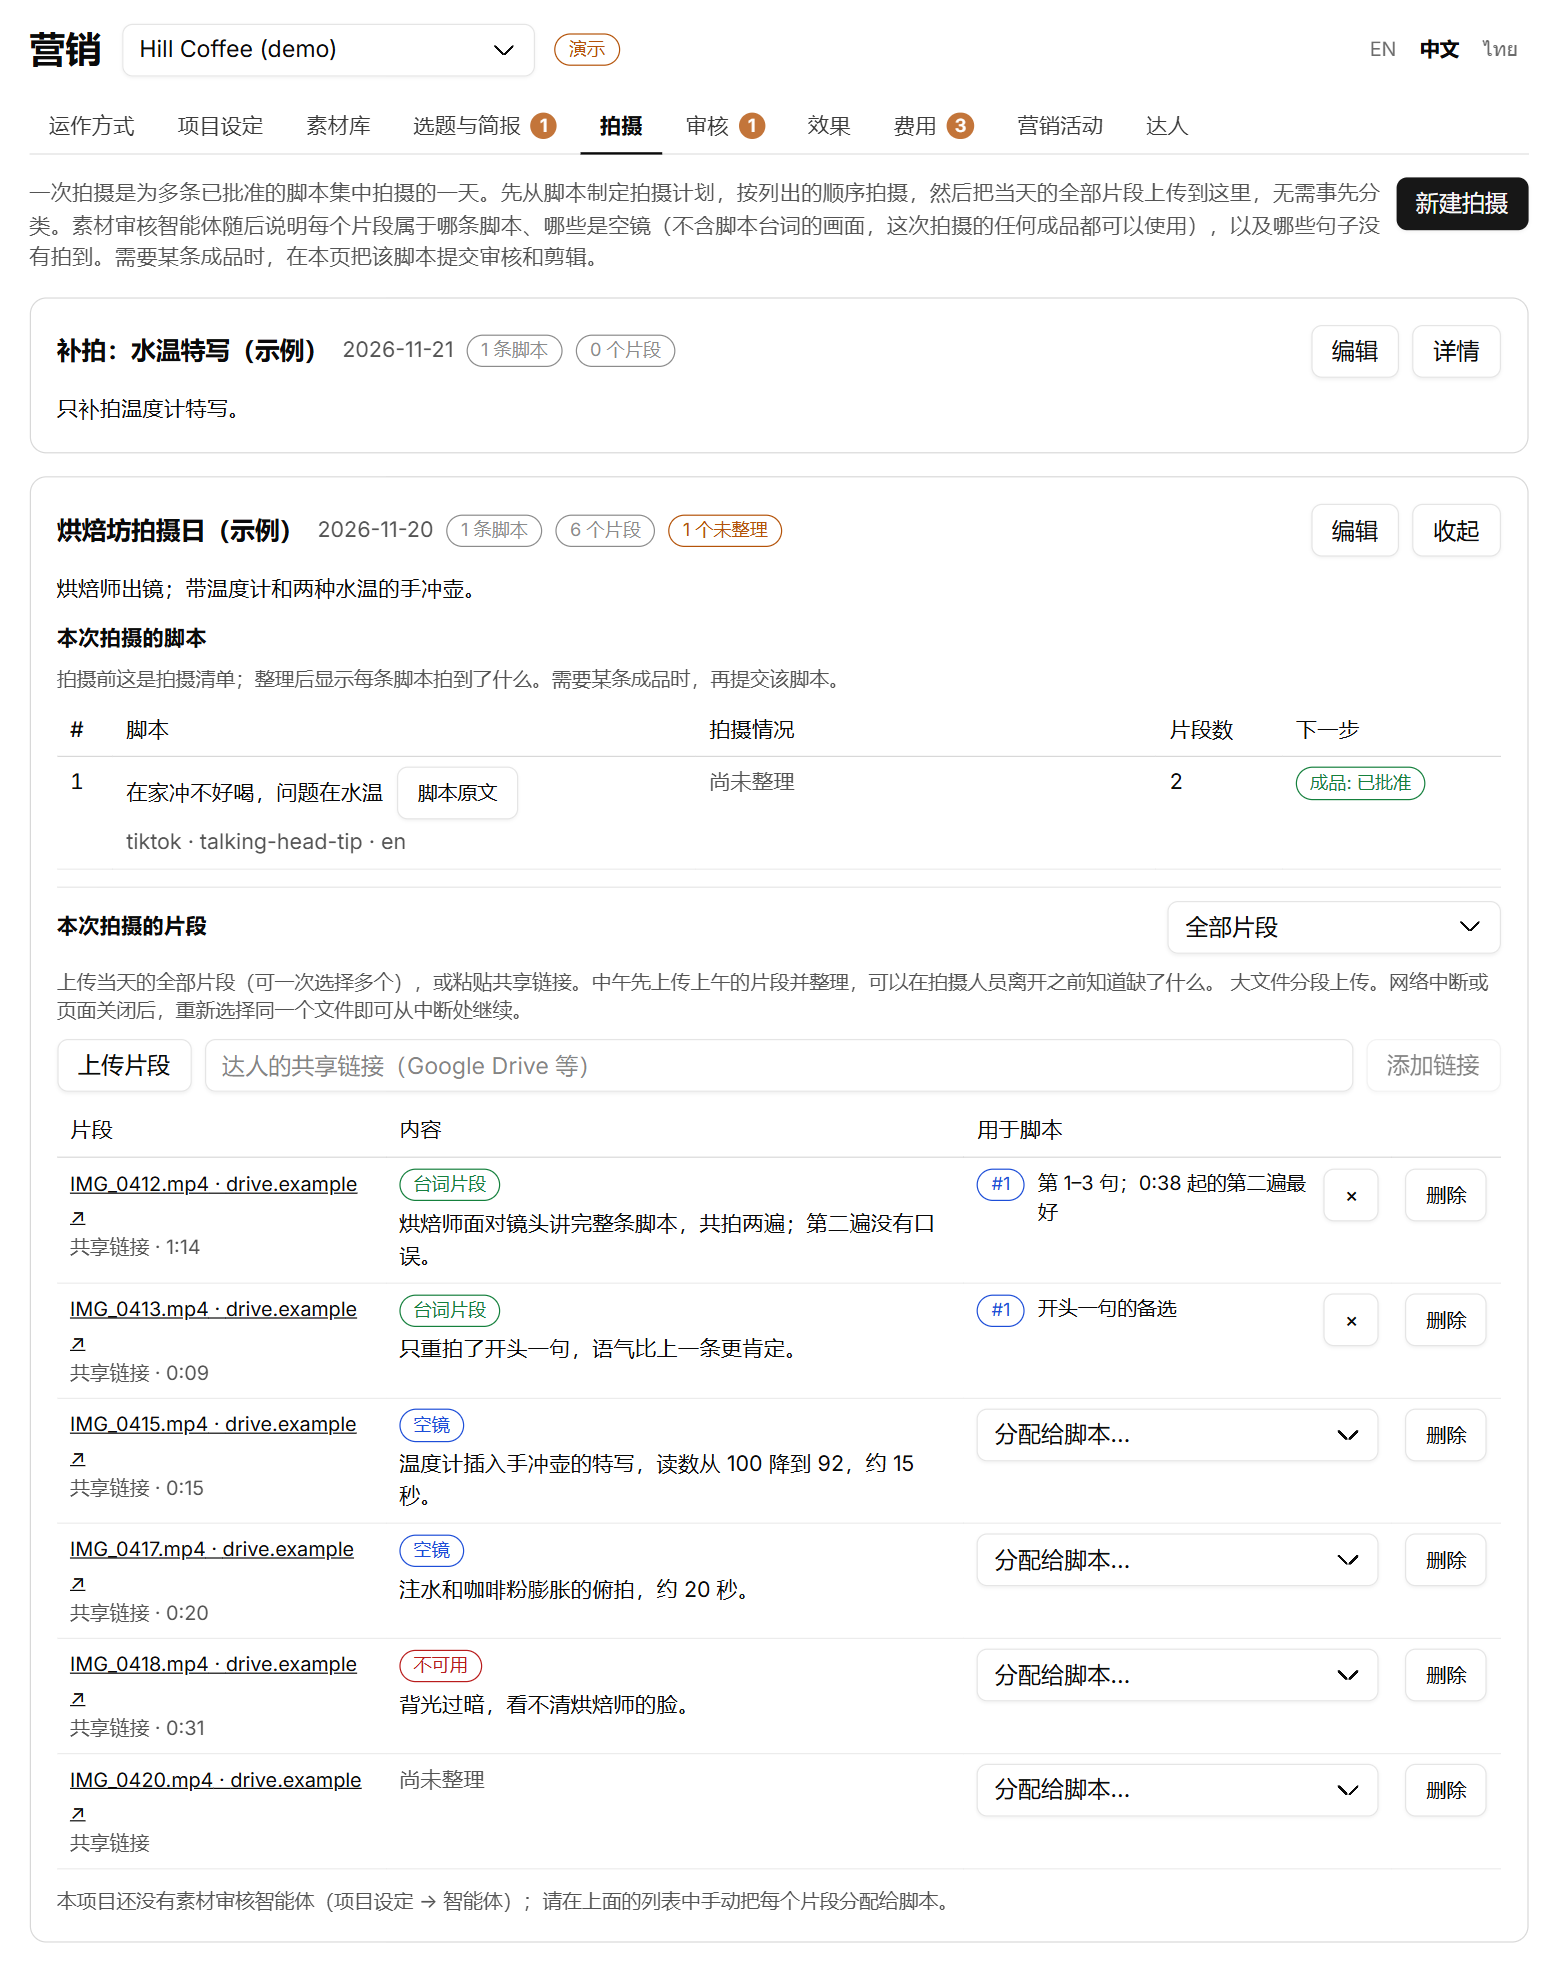 营销
Hill Coffee (demo)
演示
EN 中文 ไทย
运作方式 项目设定 素材库 选题与简报 1 拍摄 审核 1 效果 费用 3 营销活动 达人
一次拍摄是为多条已批准的脚本集中拍摄的一天。先从脚本制定拍摄计划，按列出的顺序拍摄，然后把当天的全部片段上传到这里，无需事先分
类。素材审核智能体随后说明每个片段属于哪条脚本、哪些是空镜（不含脚本台词的画面，这次拍摄的任何成品都可以使用），以及哪些句子没
有拍到。需要某条成品时，在本页把该脚本提交审核和剪辑。
新建拍摄
补拍：水温特写（示例） 2026-11-21 1 条脚本 0 个片段
编辑 详情
只补拍温度计特写。
烘焙坊拍摄日（示例） 2026-11-20 1 条脚本 6 个片段 1 个未整理
编辑 收起
烘焙师出镜；带温度计和两种水温的手冲壶。
本次拍摄的脚本
拍摄前这是拍摄清单；整理后显示每条脚本拍到了什么。需要某条成品时，再提交该脚本。
# 脚本 拍摄情况 片段数 下一步
1 在家冲不好喝，问题在水温 脚本原文 尚未整理 2 成品: 已批准
tiktok · talking-head-tip · en
本次拍摄的片段
全部片段
上传当天的全部片段（可一次选择多个），或粘贴共享链接。中午先上传上午的片段并整理，可以在拍摄人员离开之前知道缺了什么。 大文件分段上传。网络中断或
页面关闭后，重新选择同一个文件即可从中断处继续。
上传片段 达人的共享链接（Google Drive 等） 添加链接
片段 内容 用于脚本
IMG_0412.mp4 · drive.example ↗
共享链接 · 1:14
台词片段
烘焙师面对镜头讲完整条脚本，共拍两遍；第二遍没有口
误。
#1 第 1–3 句；0:38 起的第二遍最
好
× 删除
IMG_0413.mp4 · drive.example ↗
共享链接 · 0:09
台词片段
只重拍了开头一句，语气比上一条更肯定。
#1 开头一句的备选
× 删除
IMG_0415.mp4 · drive.example ↗
共享链接 · 0:15
空镜
温度计插入手冲壶的特写，读数从 100 降到 92，约 15
秒。
分配给脚本... 删除
IMG_0417.mp4 · drive.example ↗
共享链接 · 0:20
空镜
注水和咖啡粉膨胀的俯拍，约 20 秒。
分配给脚本... 删除
IMG_0418.mp4 · drive.example ↗
共享链接 · 0:31
不可用
背光过暗，看不清烘焙师的脸。
分配给脚本... 删除
IMG_0420.mp4 · drive.example ↗
共享链接
尚未整理
分配给脚本... 删除
本项目还没有素材审核智能体（项目设定 → 智能体）；请在上面的列表中手动把每个片段分配给脚本。